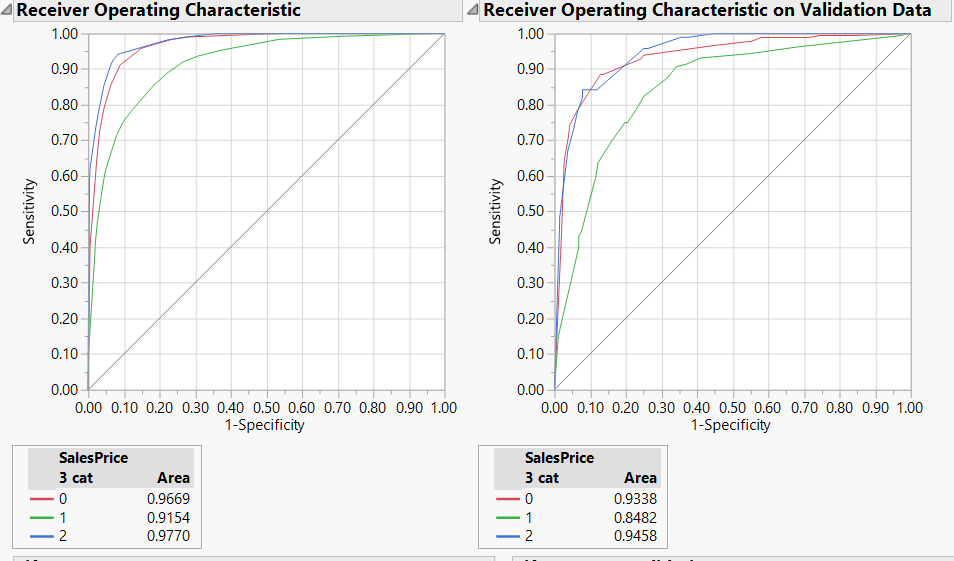 Receiver Operating Characteristic
1.00
0.90
0.80
0.70
0.60
0.50
0.40
0.30
0.20
0.10
0.00
Sensitivity
0.00 0.10 0.20 0.30 0.40 0.50 0.60 0.70 0.80 0.90 1.00
1-Specificity
SalesPrice
3 cat Area
0 0.9669
1 0.9154
2 0.9770
Receiver Operating Characteristic on Validation Data
1.00
0.90
0.80
0.70
0.60
0.50
0.40
0.30
0.20
0.10
0.00
Sensitivity
0.00 0.10 0.20 0.30 0.40 0.50 0.60 0.70 0.80 0.90 1.00
1-Specificity
SalesPrice
3 cat Area
0 0.9338
1 0.8482
2 0.9458